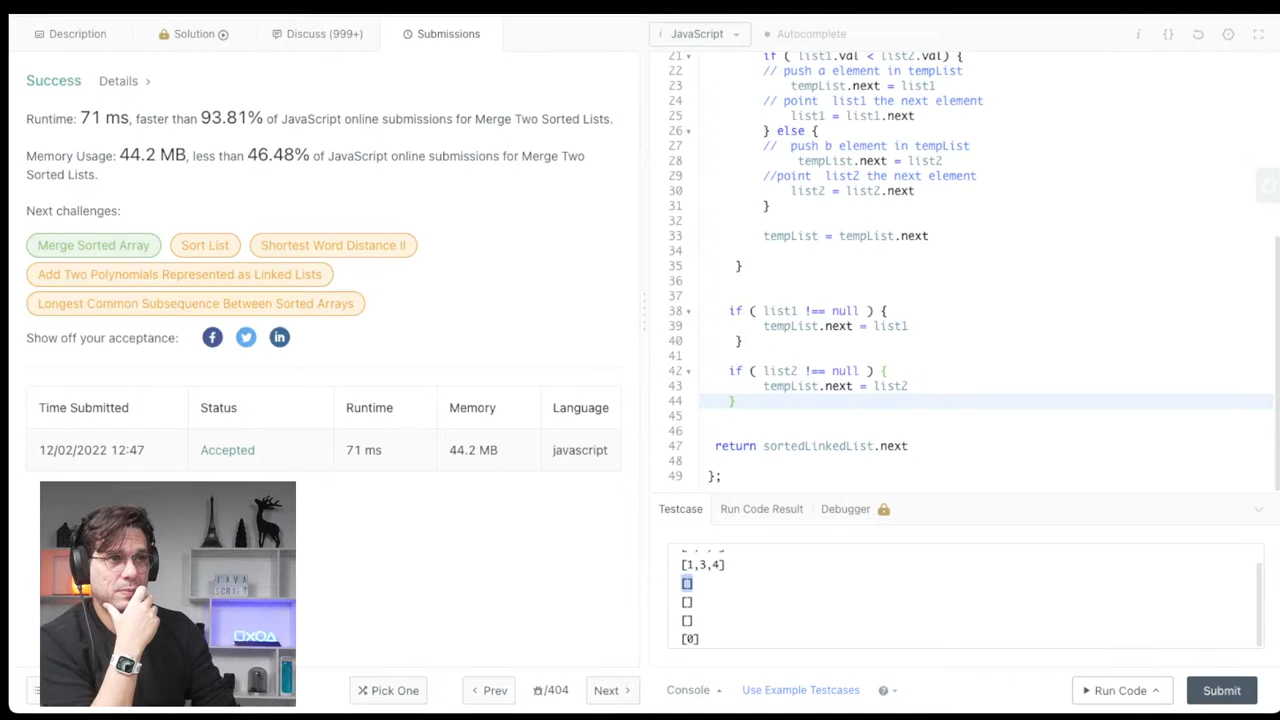 Description
Solution
Discuss (999+)
Submissions
Success
Details
Runtime: 71 ms, faster than 93.81% of JavaScript online submissions for Merge Two Sorted Lists.
Memory Usage: 44.2 MB, less than 46.48% of JavaScript online submissions for Merge Two
Sorted Lists.
Next challenges:
Merge Sorted Array
Sort List
Shortest Word Distance II
Add Two Polynomials Represented as Linked Lists
Longest Common Subsequence Between Sorted Arrays
Show off your acceptance:
Time Submitted Status Runtime Memory Language
12/02/2022 12:47 Accepted 71 ms 44.2 MB javascript
JAVA
SCRIPT
Pick One
Prev
/404
Next
i JavaScript
Autocomplete
21 if ( list1.val < list2.val) {
22 // push a element in tempList
23 tempList.next = list1
24 // point  list1 the next element
25 list1 = list1.next
26 } else {
27 //  push b element in tempList
28 tempList.next = list2
29 //point  list2 the next element
30 list2 = list2.next
31 }
32
33 tempList = tempList.next
34
35 }
36
37
38 if ( list1 !== null ) {
39 tempList.next = list1
40 }
41
42 if ( list2 !== null ) {
43 tempList.next = list2
44 }
45
46
47 return sortedLinkedList.next
48
49 };
Testcase
Run Code Result
Debugger
[1,3,4]
[]
[]
[]
[0]
Console
Use Example Testcases
Run Code
Submit